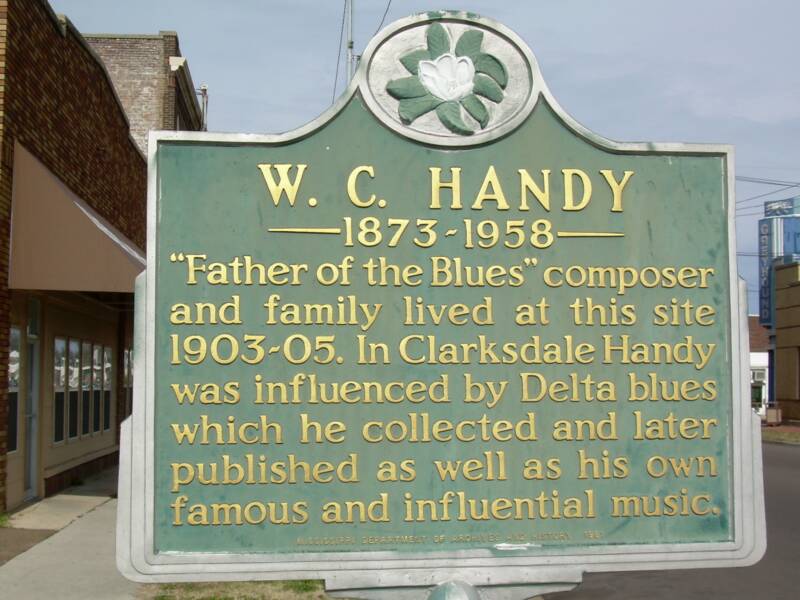 W. C. HANDY
1873-1958
"Father of the Blues" composer
and family lived at this site
1903-05. In Clarksdale Handy
was influenced by Delta blues
which he collected and later
published as well as his own
famous and influential music.
MISSISSIPPI DEPARTMENT OF ARCHIVES AND HISTORY
GREYHOUND